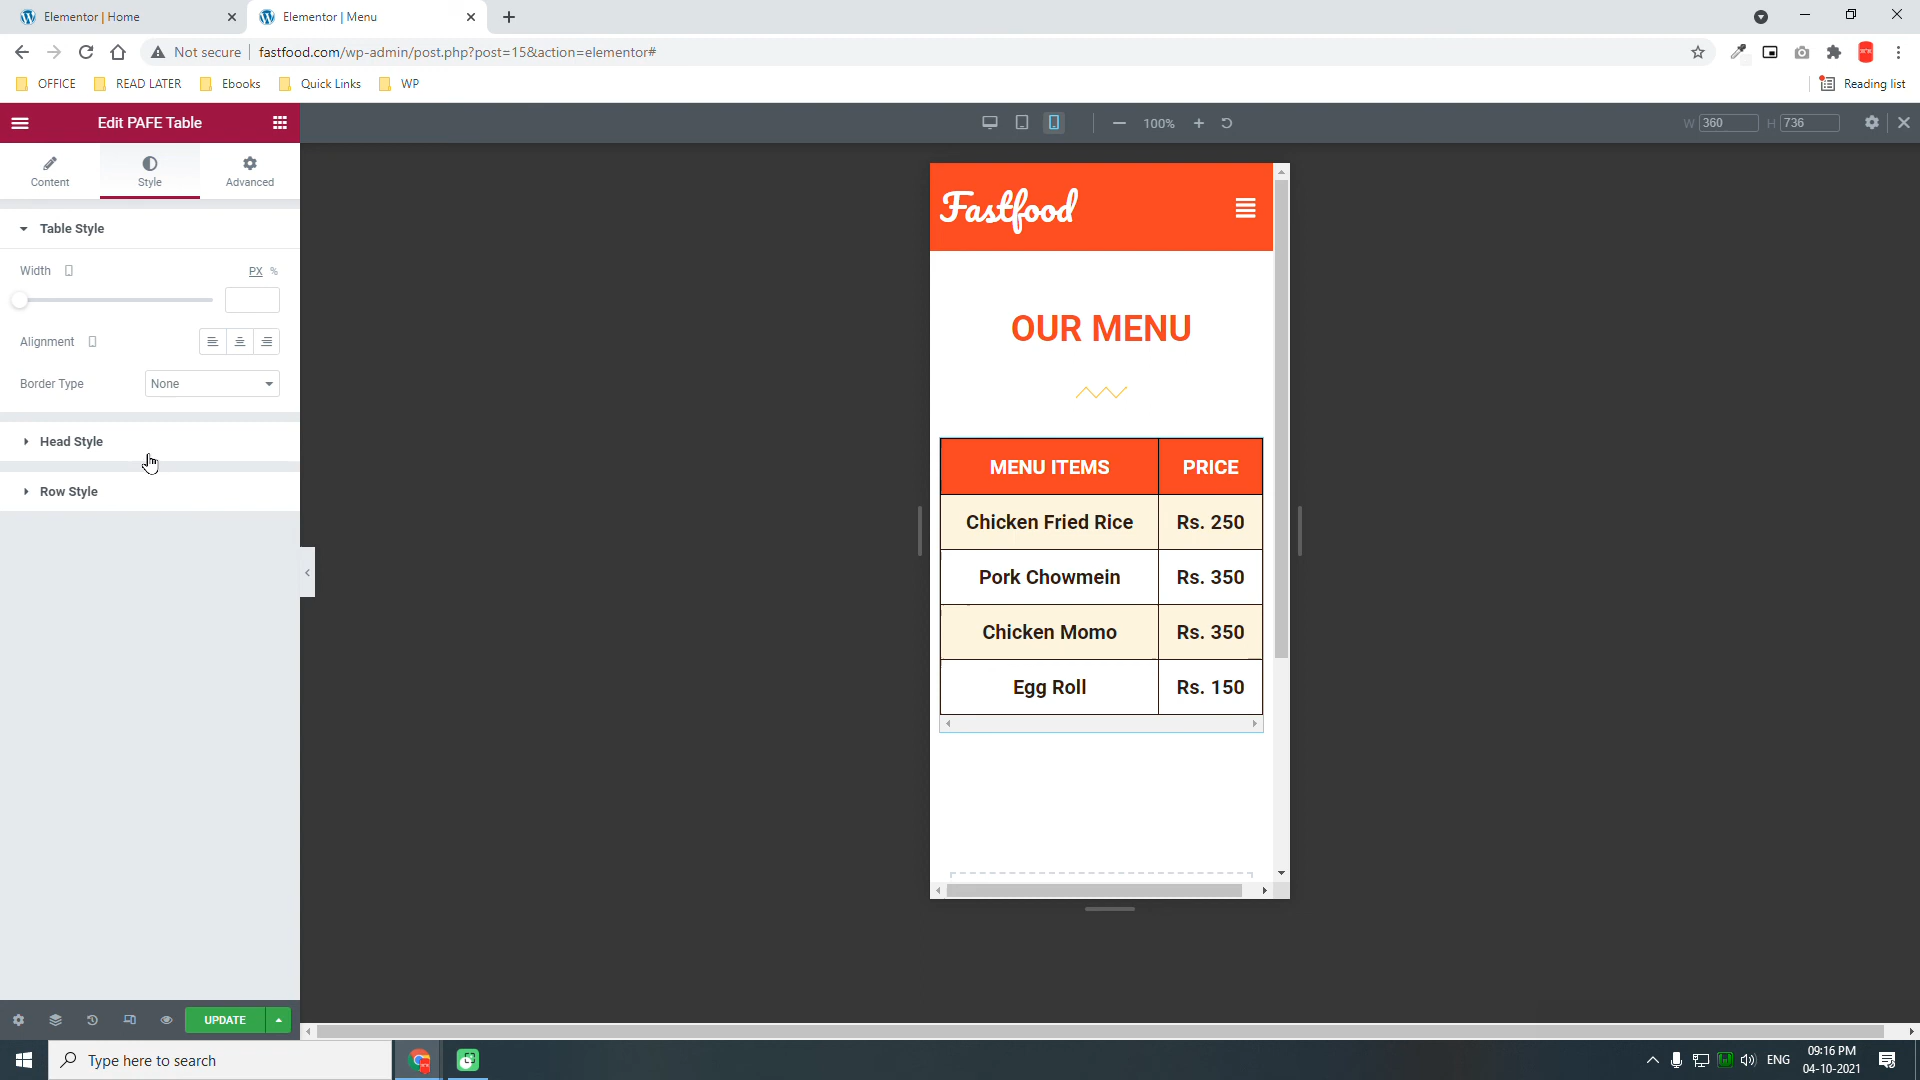 Elementor | Home
Elementor | Menu
Not secure
fastfood.com/wp-admin/post.php?post=15&action=elementor#
OFFICE
READ LATER
Ebooks
Quick Links
WP
Reading list
Edit PAFE Table
100%
W 360
H 736
Content
Style
Advanced
Table Style
Width
PX %
Alignment
Border Type
None
Head Style
Row Style
Fastfood
OUR MENU
MENU ITEMS PRICE
Chicken Fried Rice Rs. 250
Pork Chowmein Rs. 350
Chicken Momo Rs. 350
Egg Roll Rs. 150
UPDATE
Type here to search
ENG
09:16 PM
04-10-2021